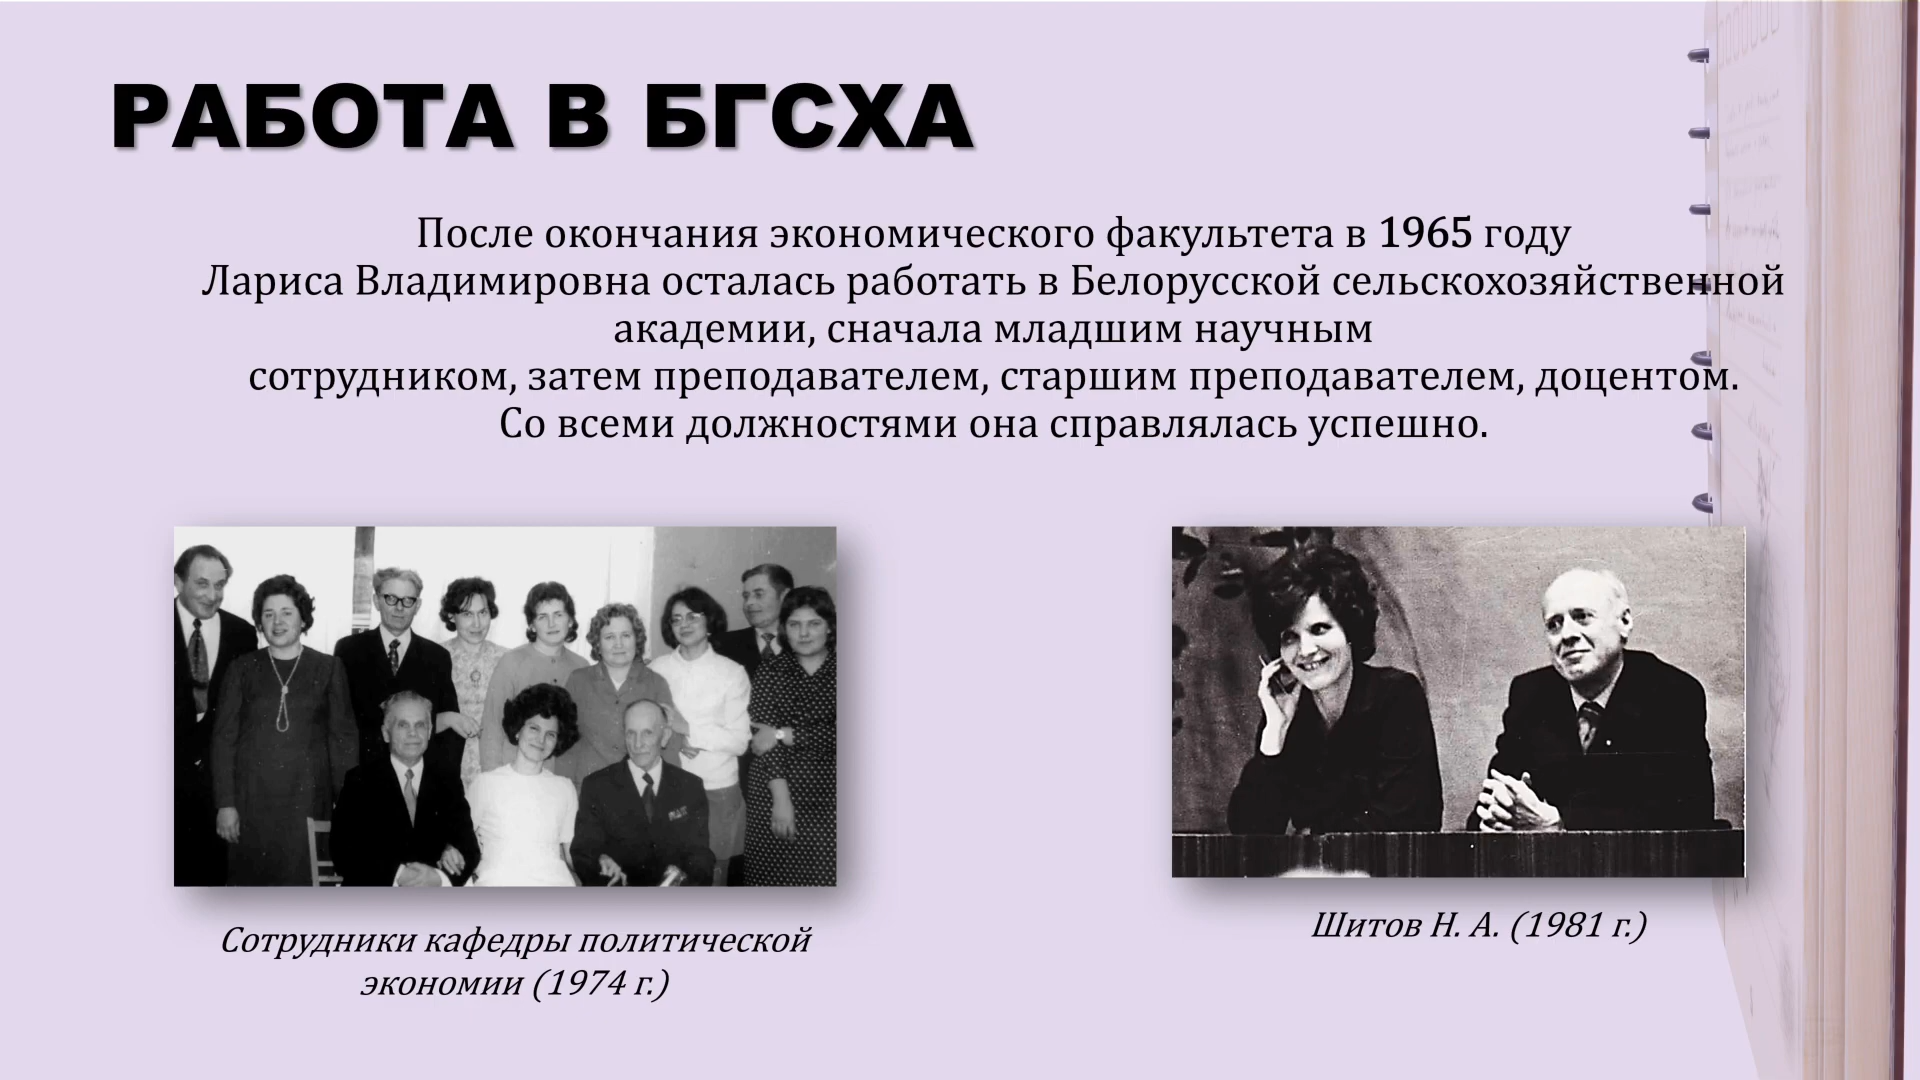 РАБОТА В БГСХА
После окончания экономического факультета в 1965 году
Лариса Владимировна осталась работать в Белорусской сельскохозяйственной
академии, сначала младшим научным
сотрудником, затем преподавателем, старшим преподавателем, доцентом.
Со всеми должностями она справлялась успешно.
Сотрудники кафедры политической
экономии (1974 г.)
Шитов Н. А. (1981 г.)